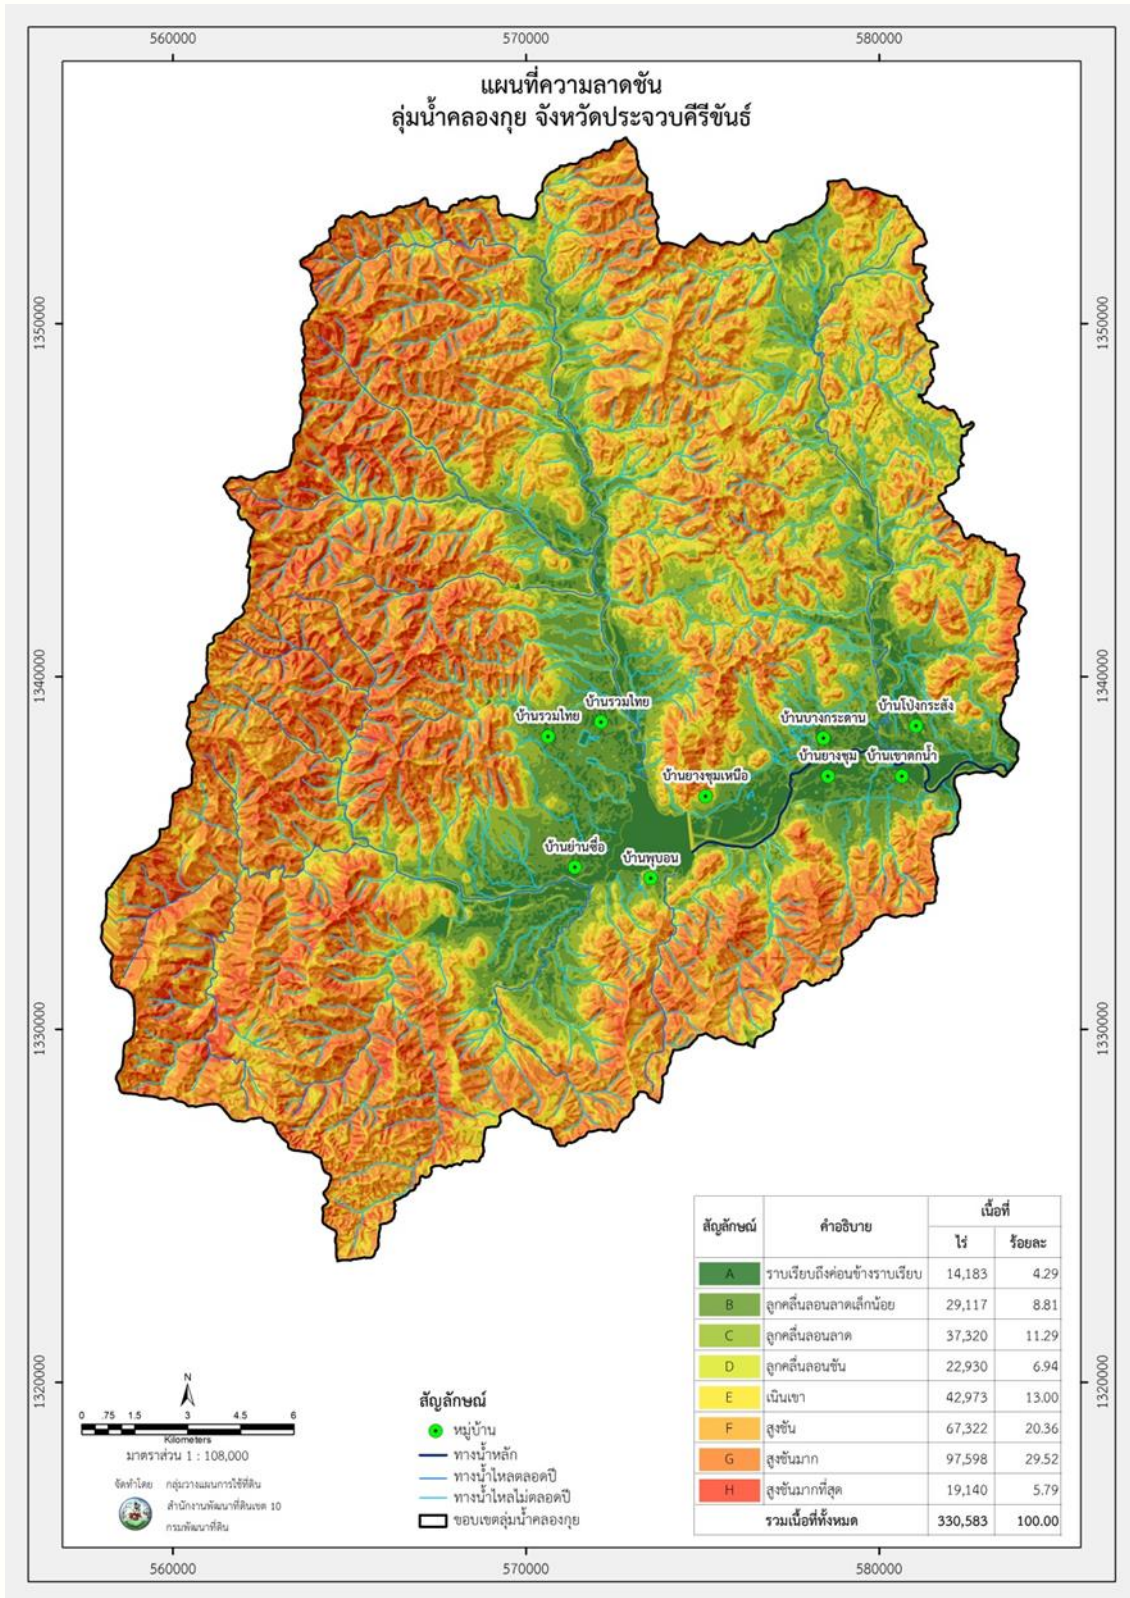 560000 570000 580000
แผนที่ความลาดชัน
ลุ่มน้ำคลองกุย จังหวัดประจวบคีรีขันธ์
1350000 1350000
1340000 1340000
บ้านรวมไทย บ้านรวมไทย บ้านบางกระดาน บ้านโป่งกระสัง
บ้านยางชุมเหนือ บ้านยางชุม บ้านเขาตกน้ำ
บ้านย่านซื่อ บ้านพุบอน
1330000 1330000
1320000 1320000
N
0 .75 1.5 3 4.5 6
Kilometers
มาตราส่วน 1 : 108,000
จัดทำโดย กลุ่มวางแผนการใช้ที่ดิน
สำนักงานพัฒนาที่ดินเขต 10
กรมพัฒนาที่ดิน
สัญลักษณ์
หมู่บ้าน
ทางน้ำหลัก
ทางน้ำไหลตลอดปี
ทางน้ำไหลไม่ตลอดปี
ขอบเขตลุ่มน้ำคลองกุย
สัญลักษณ์ คำอธิบาย เนื้อที่
ไร่ ร้อยละ
A ราบเรียบถึงค่อนข้างราบเรียบ 14,183 4.29
B ลูกคลื่นลอนลาดเล็กน้อย 29,117 8.81
C ลูกคลื่นลอนลาด 37,320 11.29
D ลูกคลื่นลอนชัน 22,930 6.94
E เนินเขา 42,973 13.00
F สูงชัน 67,322 20.36
G สูงชันมาก 97,598 29.52
H สูงชันมากที่สุด 19,140 5.79
รวมเนื้อที่ทั้งหมด 330,583 100.00
560000 570000 580000